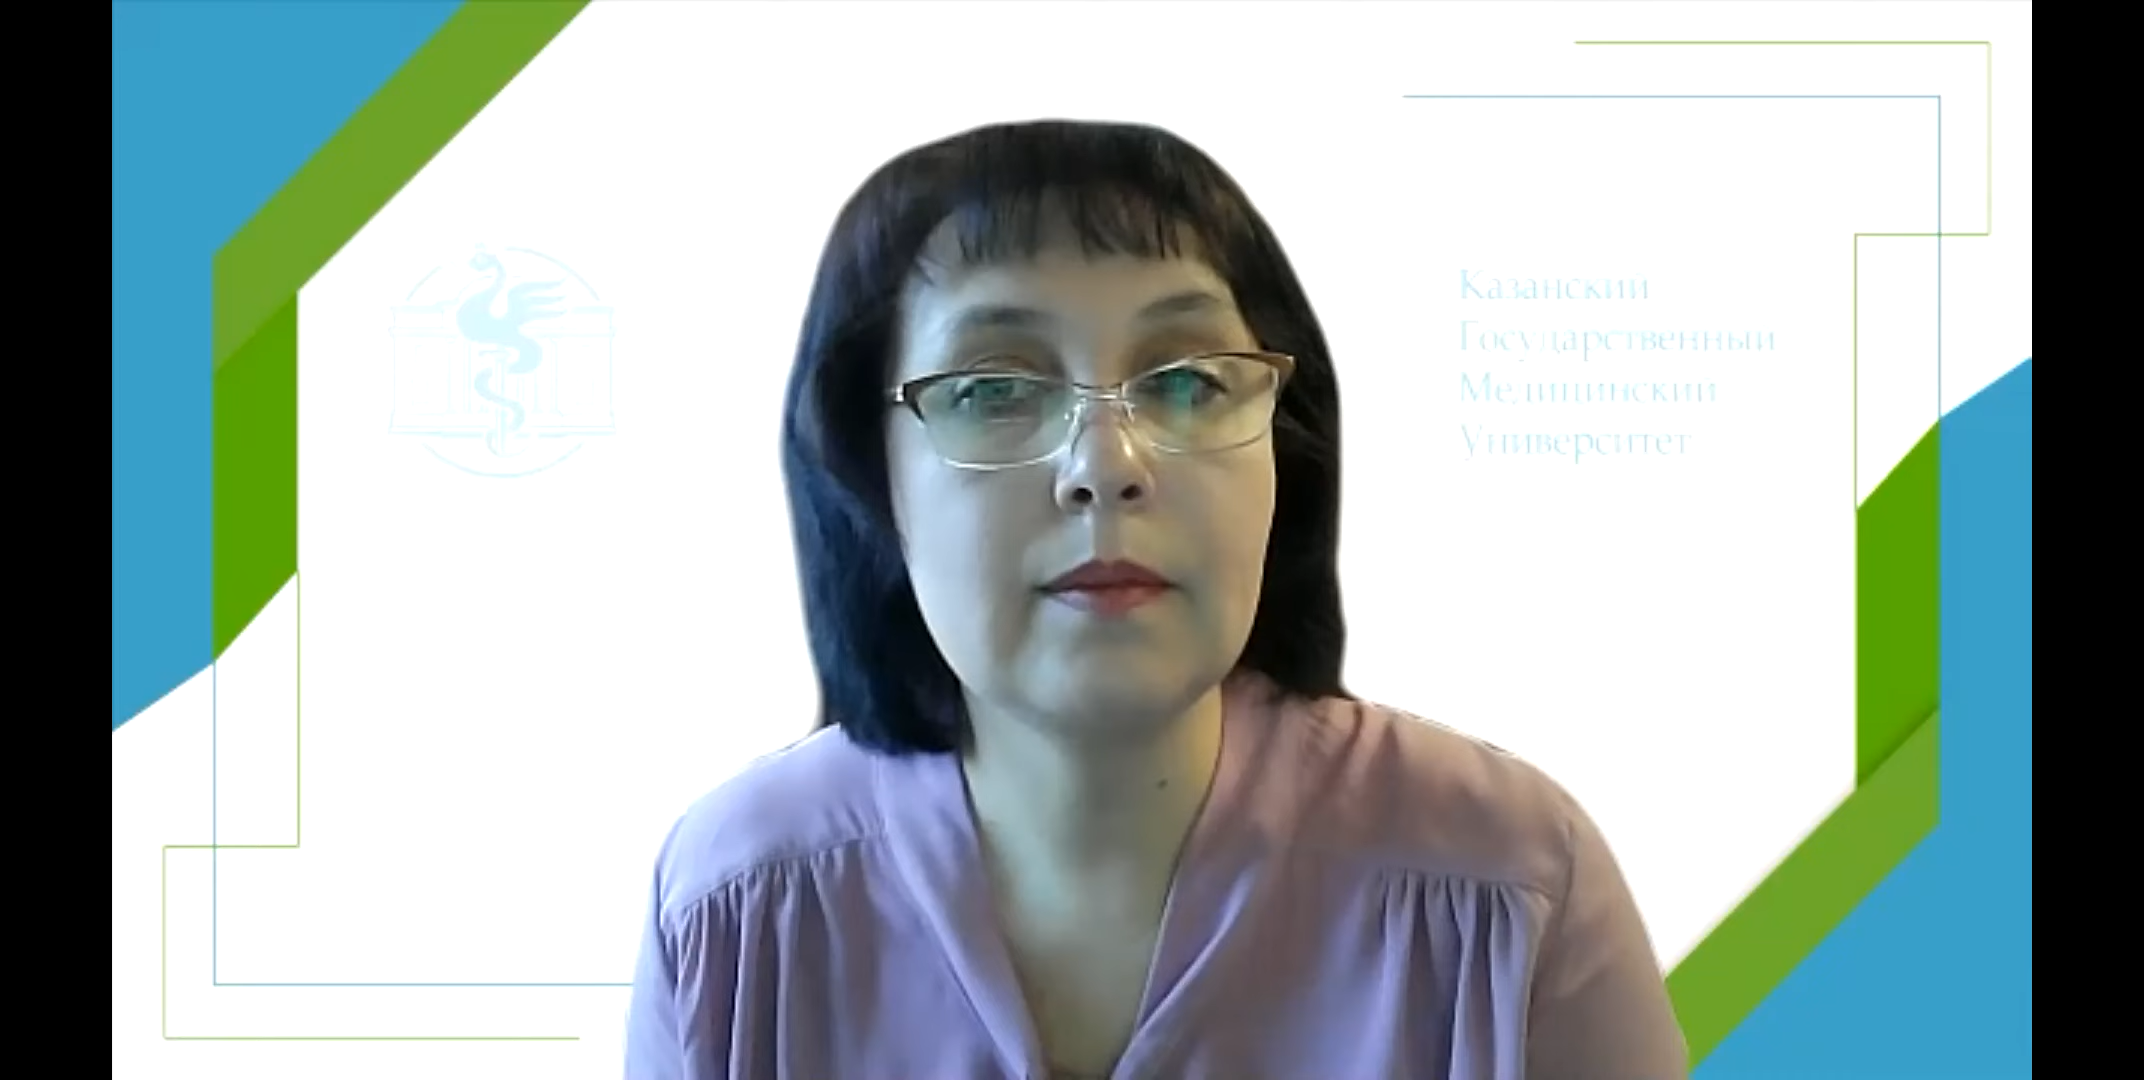 Казанский
Государственный
Медицинский
Университет